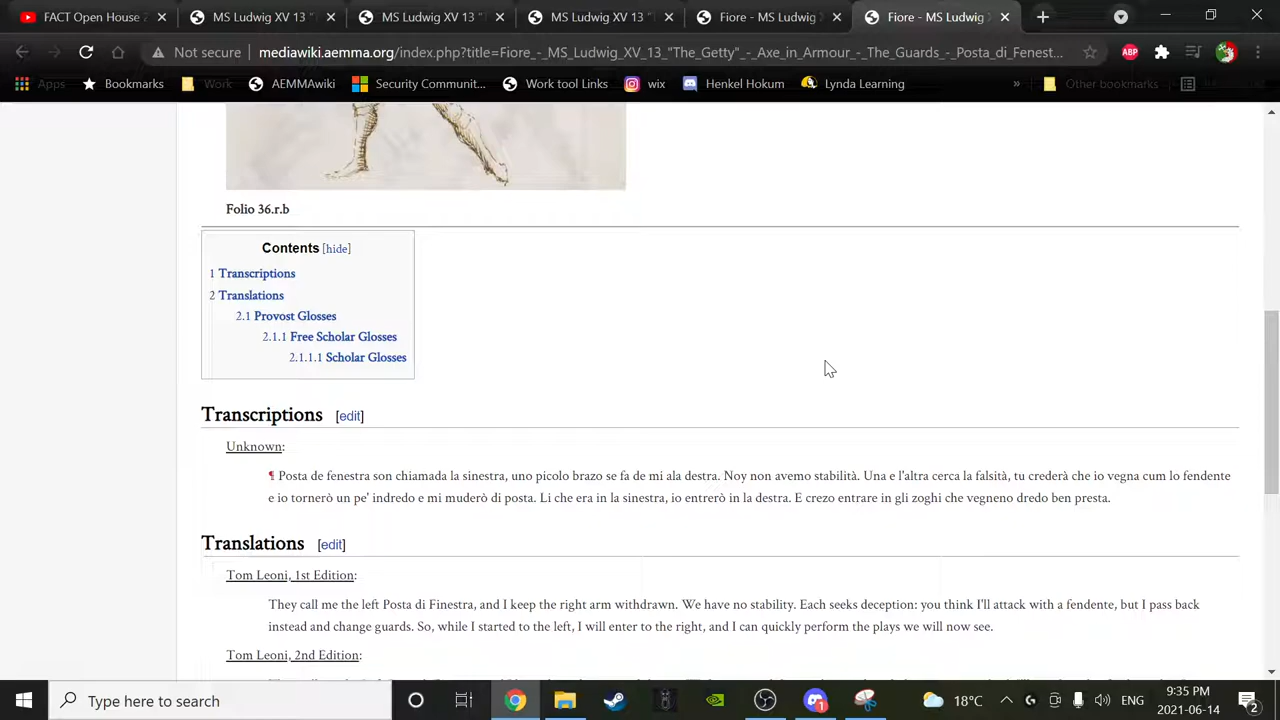 FACT Open House 2
MS Ludwig XV 13 "
MS Ludwig XV 13 "
MS Ludwig XV 13 "
Fiore - MS Ludwig
Fiore - MS Ludwig
Not secure
mediawiki.aemma.org/index.php?title=Fiore_-_MS_Ludwig_XV_13_"The_Getty"_-_Axe_in_Armour_-_The_Guards_-_Posta_di_Fenest...
ABP
Apps
Bookmarks
Work
AEMMAwiki
Security Communit...
Work tool Links
wix
Henkel Hokum
Lynda Learning
»
Other bookmarks
Folio 36.r.b
Contents [hide]
1 Transcriptions
2 Translations
2.1 Provost Glosses
2.1.1 Free Scholar Glosses
2.1.1.1 Scholar Glosses
Transcriptions [edit]
Unknown:
¶ Posta de fenestra son chiamada la sinestra, uno picolo brazo se fa de mi ala destra. Noy non avemo stabilità. Una e l'altra cerca la falsità, tu crederà che io vegna cum lo fendente
e io tornerò un pe' indredo e mi muderò di posta. Li che era in la sinestra, io entrerò in la destra. E crezo entrare in gli zoghi che vegneno dredo ben presta.
Translations [edit]
Tom Leoni, 1st Edition:
They call me the left Posta di Finestra, and I keep the right arm withdrawn. We have no stability. Each seeks deception: you think I'll attack with a fendente, but I pass back
instead and change guards. So, while I started to the left, I will enter to the right, and I can quickly perform the plays we will now see.
Tom Leoni, 2nd Edition:
Type here to search
1
18°C
ENG
9:35 PM
2021-06-14
2